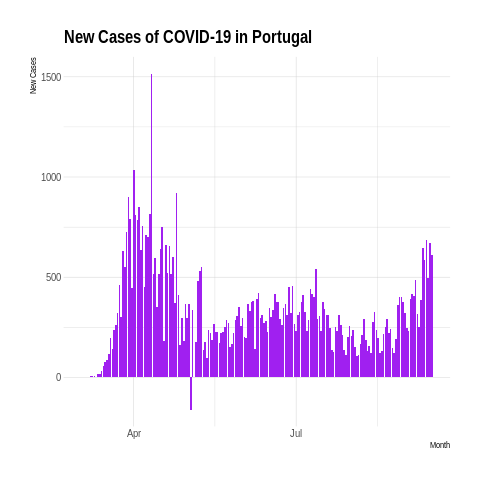 New Cases of COVID-19 in Portugal
New Cases
1500
1000
500
0
Apr
Jul
Month